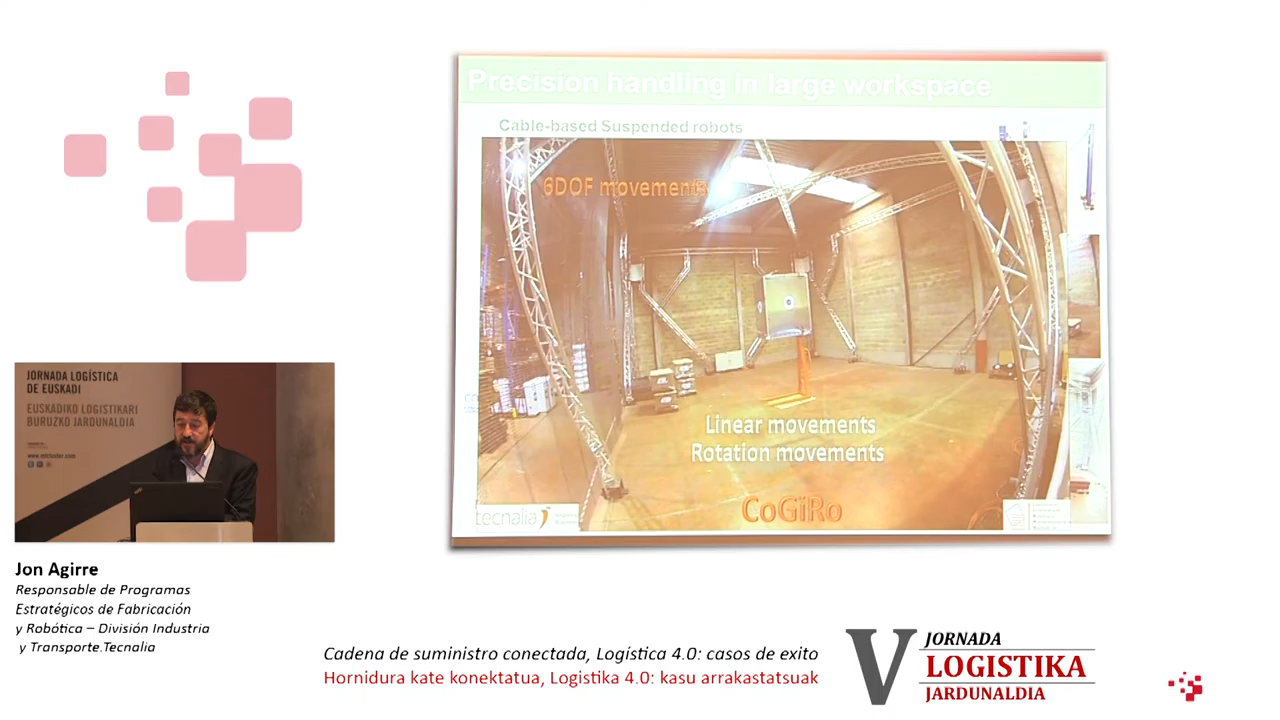 Precision handling in large workspace
Cable-based Suspended robots
6DOF movements
Linear movements
Rotation movements
CoGiRo
tecnalia
JORNADA LOGÍSTICA
DE EUSKADI
EUSKADIKO LOGISTIKARI
BURUZKO JARDUNALDIA
www.mlcluster.com
Jon Agirre
Responsable de Programas
Estratégicos de Fabricación
y Robótica – División Industria
y Transporte.Tecnalia
Cadena de suministro conectada, Logística 4.0: casos de exito
Hornidura kate konektatua, Logistika 4.0: kasu arrakastatsuak
V JORNADA
LOGISTIKA
JARDUNALDIA